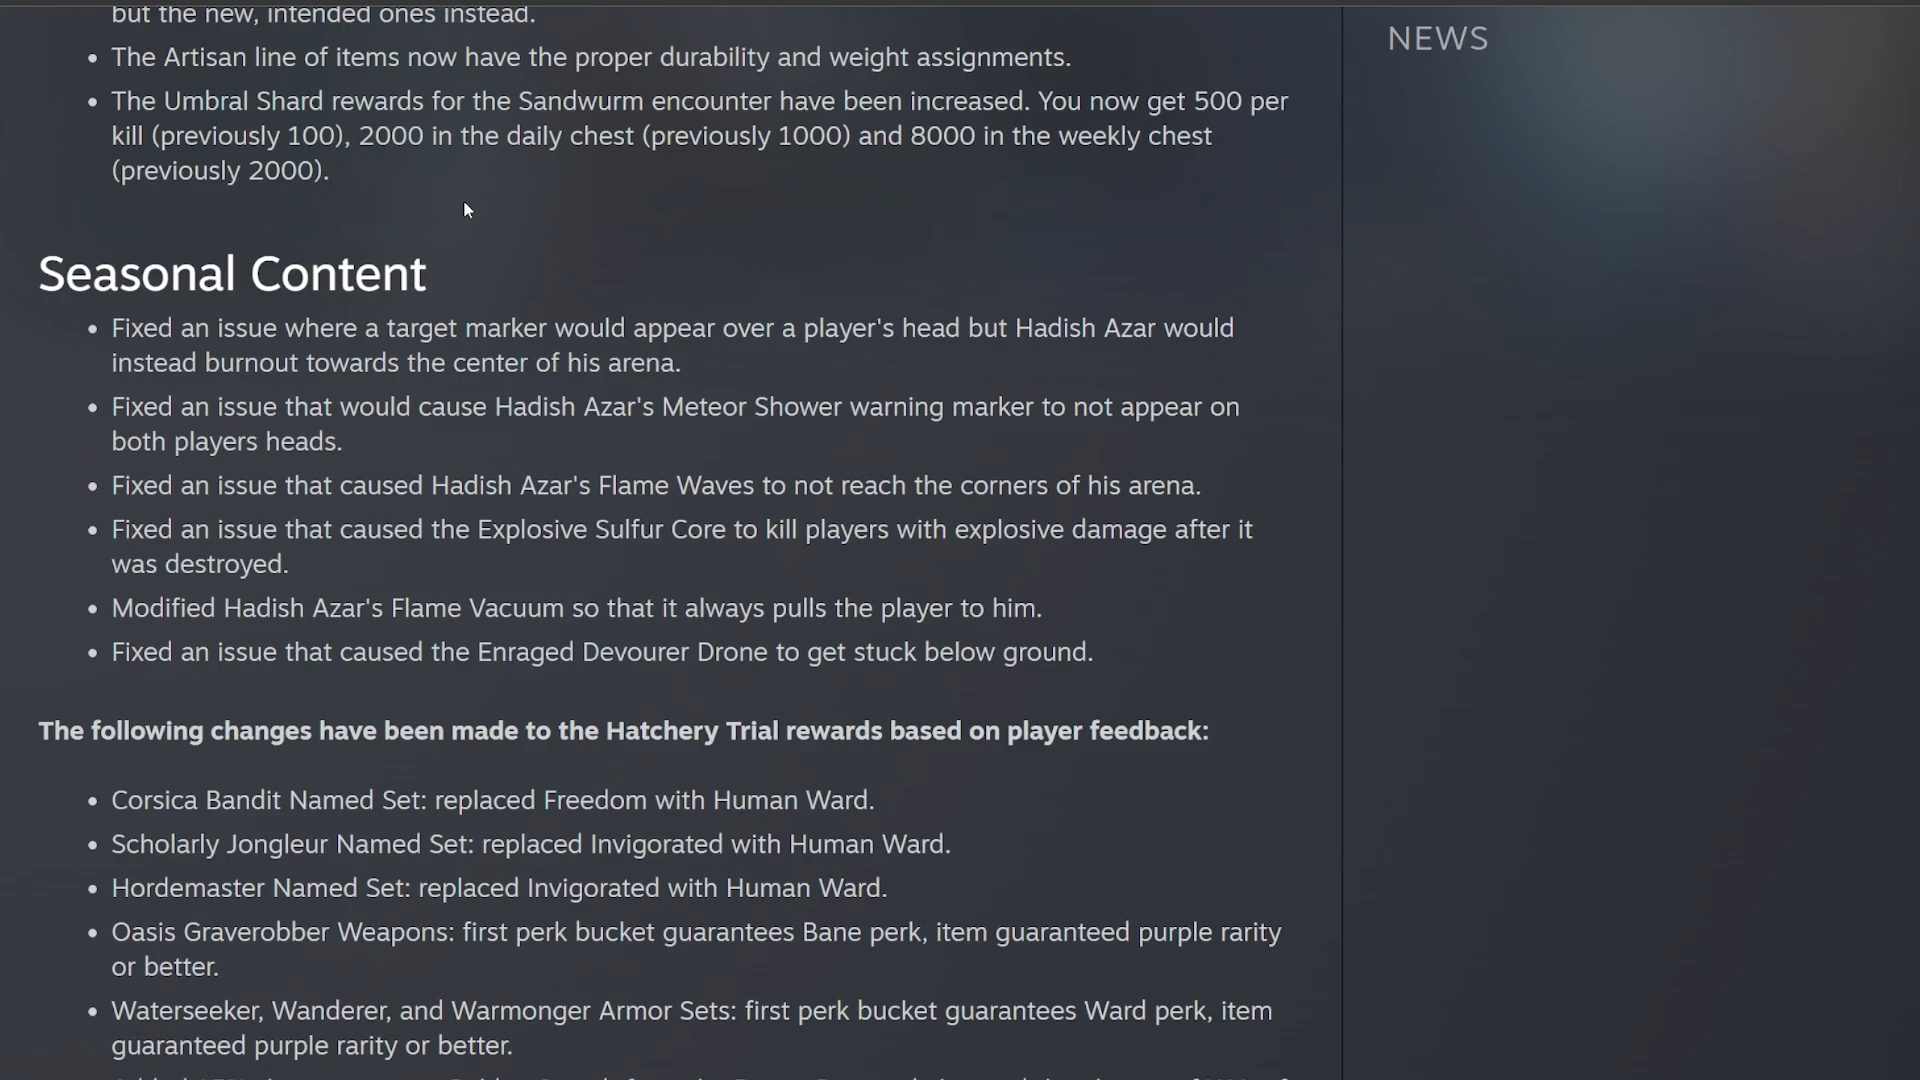 but the new, intended ones instead.
NEWS
• The Artisan line of items now have the proper durability and weight assignments.
• The Umbral Shard rewards for the Sandwurm encounter have been increased. You now get 500 per
kill (previously 100), 2000 in the daily chest (previously 1000) and 8000 in the weekly chest
(previously 2000).
Seasonal Content
• Fixed an issue where a target marker would appear over a player's head but Hadish Azar would
instead burnout towards the center of his arena.
• Fixed an issue that would cause Hadish Azar's Meteor Shower warning marker to not appear on
both players heads.
• Fixed an issue that caused Hadish Azar's Flame Waves to not reach the corners of his arena.
• Fixed an issue that caused the Explosive Sulfur Core to kill players with explosive damage after it
was destroyed.
• Modified Hadish Azar's Flame Vacuum so that it always pulls the player to him.
• Fixed an issue that caused the Enraged Devourer Drone to get stuck below ground.
The following changes have been made to the Hatchery Trial rewards based on player feedback:
• Corsica Bandit Named Set: replaced Freedom with Human Ward.
• Scholarly Jongleur Named Set: replaced Invigorated with Human Ward.
• Hordemaster Named Set: replaced Invigorated with Human Ward.
• Oasis Graverobber Weapons: first perk bucket guarantees Bane perk, item guaranteed purple rarity
or better.
• Waterseeker, Wanderer, and Warmonger Armor Sets: first perk bucket guarantees Ward perk, item
guaranteed purple rarity or better.